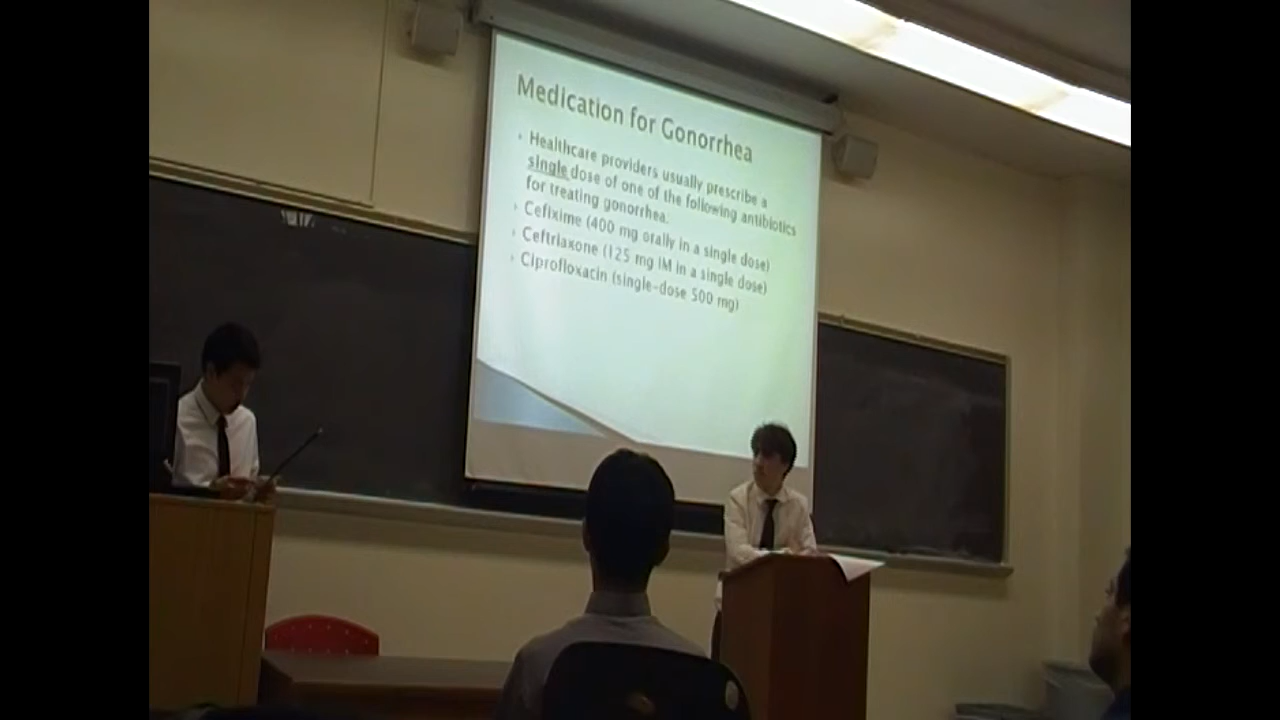 Medication for Gonorrhea
Healthcare providers usually prescribe a
single dose of one of the following antibiotics
for treating gonorrhea:
Cefixime (400 mg orally in a single dose)
Ceftriaxone (125 mg IM in a single dose)
Ciprofloxacin (single-dose 500 mg)